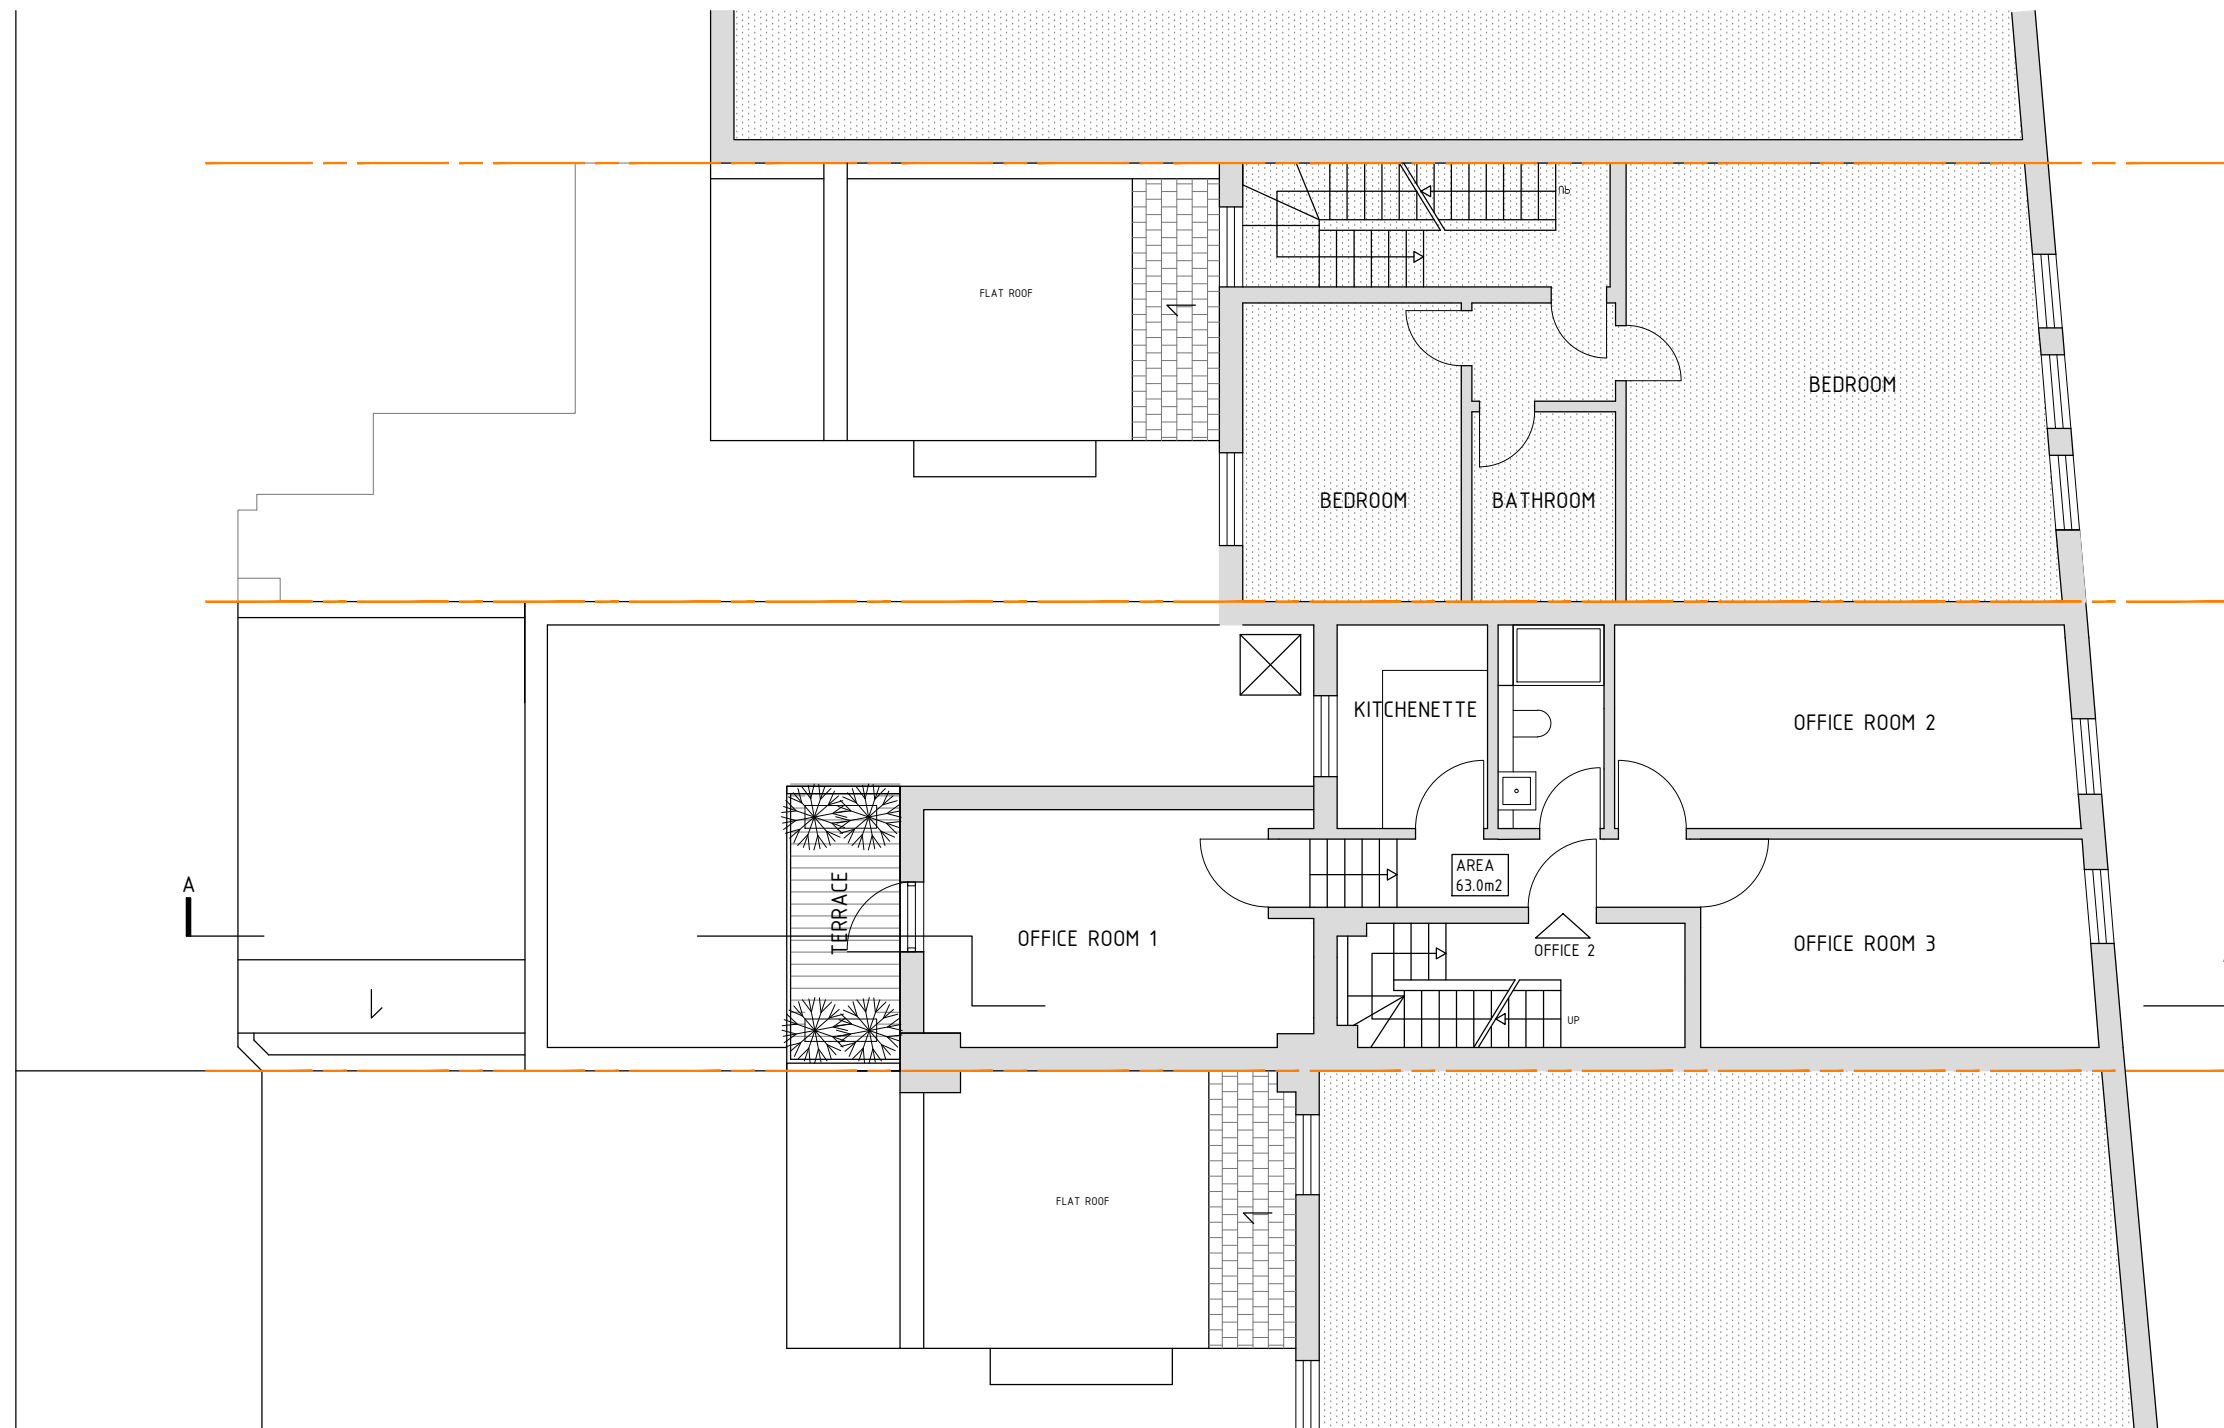 UP
FLAT ROOF
BEDROOM
BEDROOM
BATHROOM
KITCHENETTE
OFFICE ROOM 2
AREA
63.0m2
A
TERRACE
OFFICE ROOM 1
OFFICE 2
OFFICE ROOM 3
UP
FLAT ROOF